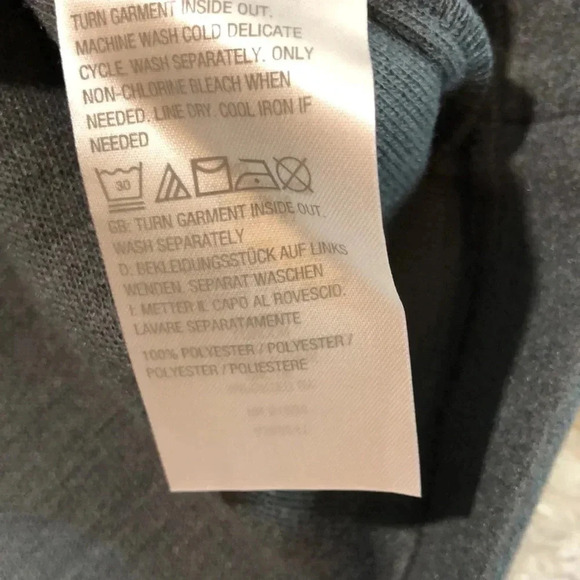 TURN GARMENT INSIDE OUT.
MACHINE WASH COLD DELICATE
CYCLE. WASH SEPARATELY. ONLY
NON-CHLORINE BLEACH WHEN
NEEDED. LINE DRY. COOL IRON IF
NEEDED
30
GB: TURN GARMENT INSIDE OUT.
WASH SEPARATELY
D: BEKLEIDUNGSSTÜCK AUF LINKS
WENDEN. SEPARAT WASCHEN
I: METTER IL CAPO AL ROVESCIO.
LAVARE SEPARATAMENTE
100% POLYESTER / POLYESTER /
POLYESTER / POLIESTERE